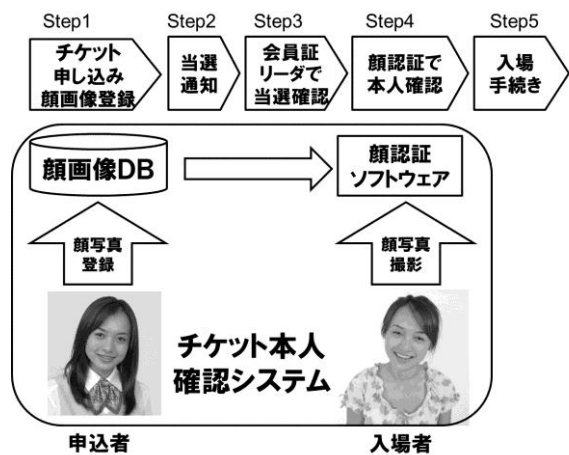 Step1
チケット
申し込み
顔画像登録
Step2
当選
通知
Step3
会員証
リーダで
当選確認
Step4
顔認証で
本人確認
Step5
入場
手続き
顔画像DB
顔認証
ソフトウェア
顔写真
登録
顔写真
撮影
チケット本人
確認システム
申込者
入場者